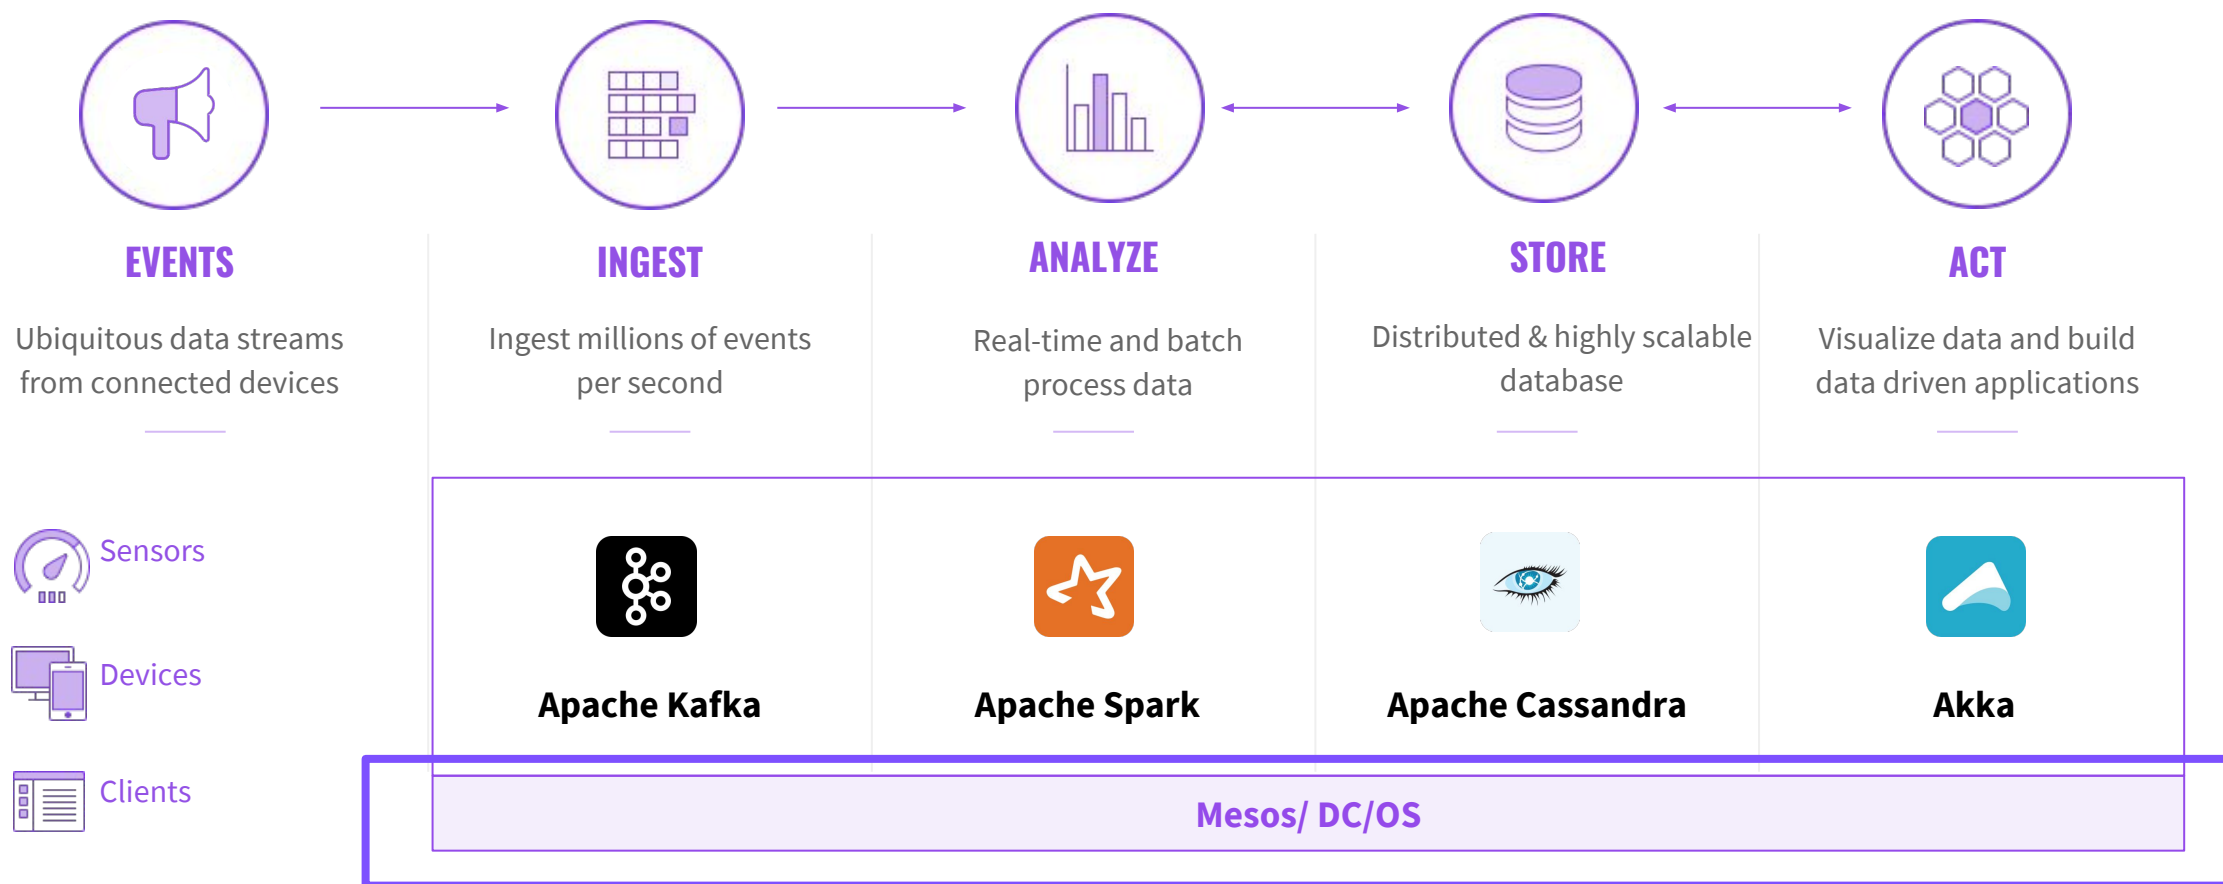 EVENTS
Ubiquitous data streams
from connected devices
INGEST
Ingest millions of events
per second
ANALYZE
Real-time and batch
process data
STORE
Distributed & highly scalable
database
ACT
Visualize data and build
data driven applications
Sensors
Devices
Clients
Apache Kafka
Apache Spark
Apache Cassandra
Akka
Mesos/ DC/OS